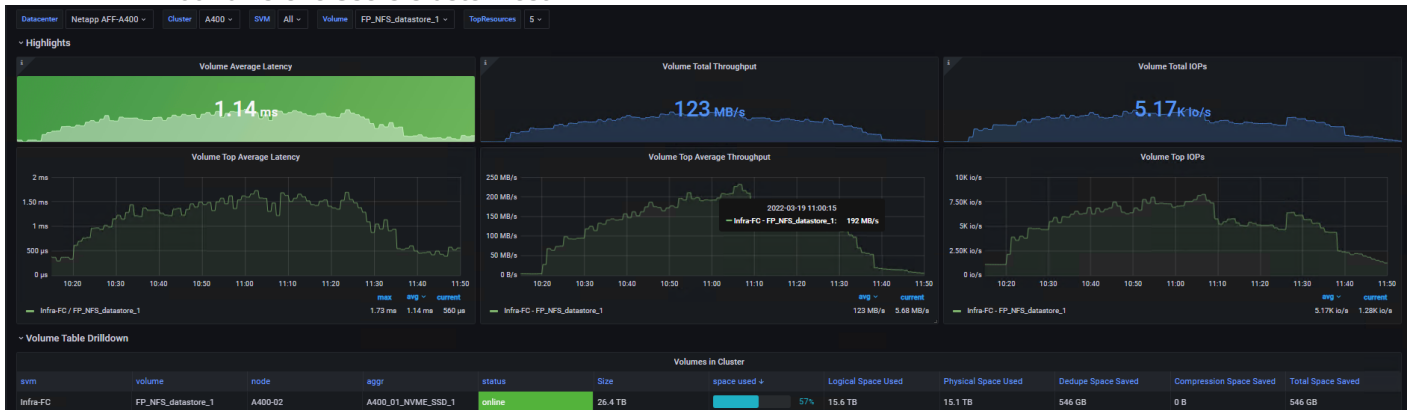 Datacenter Netapp AFF-A400 Cluster A400 SVM All Volume FP_NFS_datastore_1 TopResources 5
Highlights
Volume Average Latency
1.14 ms
Volume Total Throughput
123 MB/s
Volume Total IOPs
5.17K io/s
Volume Top Average Latency
2 ms
1.50 ms
1 ms
500 µs
0 µs
10:20 10:30 10:40 10:50 11:00 11:10 11:20 11:30 11:40 11:50
max avg current
Infra-FC / FP_NFS_datastore_1 1.73 ms 1.14 ms 560 µs
Volume Top Average Throughput
250 MB/s
200 MB/s
150 MB/s
100 MB/s
50 MB/s
0 B/s
2022-03-19 11:00:15
Infra-FC - FP_NFS_datastore_1: 192 MB/s
10:20 10:30 10:40 10:50 11:00 11:10 11:20 11:30 11:40 11:50
avg current
Infra-FC - FP_NFS_datastore_1 123 MB/s 5.68 MB/s
Volume Top IOPs
10K io/s
7.50K io/s
5K io/s
2.50K io/s
0 io/s
10:20 10:30 10:40 10:50 11:00 11:10 11:20 11:30 11:40 11:50
avg current
Infra-FC - FP_NFS_datastore_1 5.17K io/s 1.28K io/s
Volume Table Drilldown
Volumes in Cluster
svm volume node aggr status Size space used ↓ Logical Space Used Physical Space Used Dedupe Space Saved Compression Space Saved Total Space Saved
Infra-FC FP_NFS_datastore_1 A400-02 A400_01_NVME_SSD_1 online 26.4 TB 57% 15.6 TB 15.1 TB 546 GB 0 B 546 GB